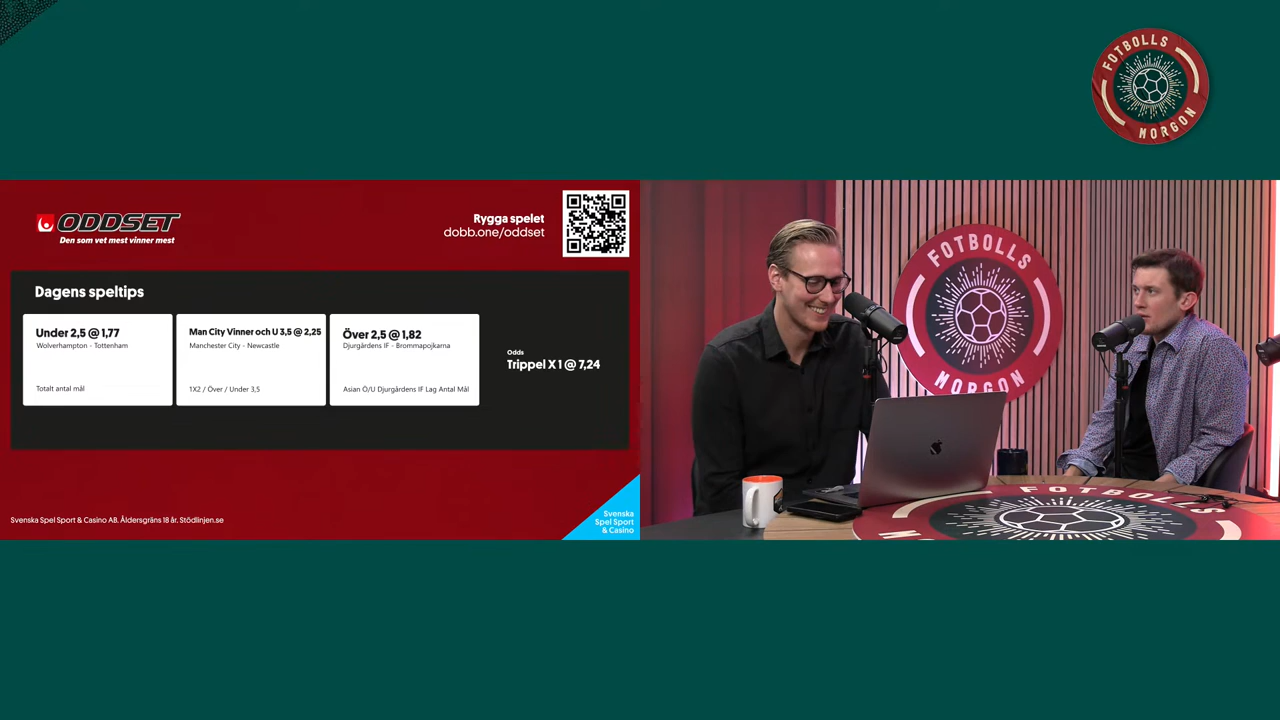 FOTBOLLS
MORGON
ODDSET
Den som vet mest vinner mest
Rygga spelet
dobb.one/oddset
Dagens speltips
Under 2,5 @ 1,77
Wolverhampton - Tottenham
Totalt antal mål
Man City Vinner och U 3,5 @ 2,25
Manchester City - Newcastle
1X2 / Över / Under 3,5
Över 2,5 @ 1,82
Djurgårdens IF - Brommapojkarna
Asian Ö/U Djurgårdens IF Lag Antal Mål
Odds
Trippel X 1 @ 7,24
Svenska Spel Sport & Casino AB. Åldersgräns 18 år. Stödlinjen.se
Svenska
Spel Sport
& Casino
FOTBOLLS
MORGON
FOTBOLLS